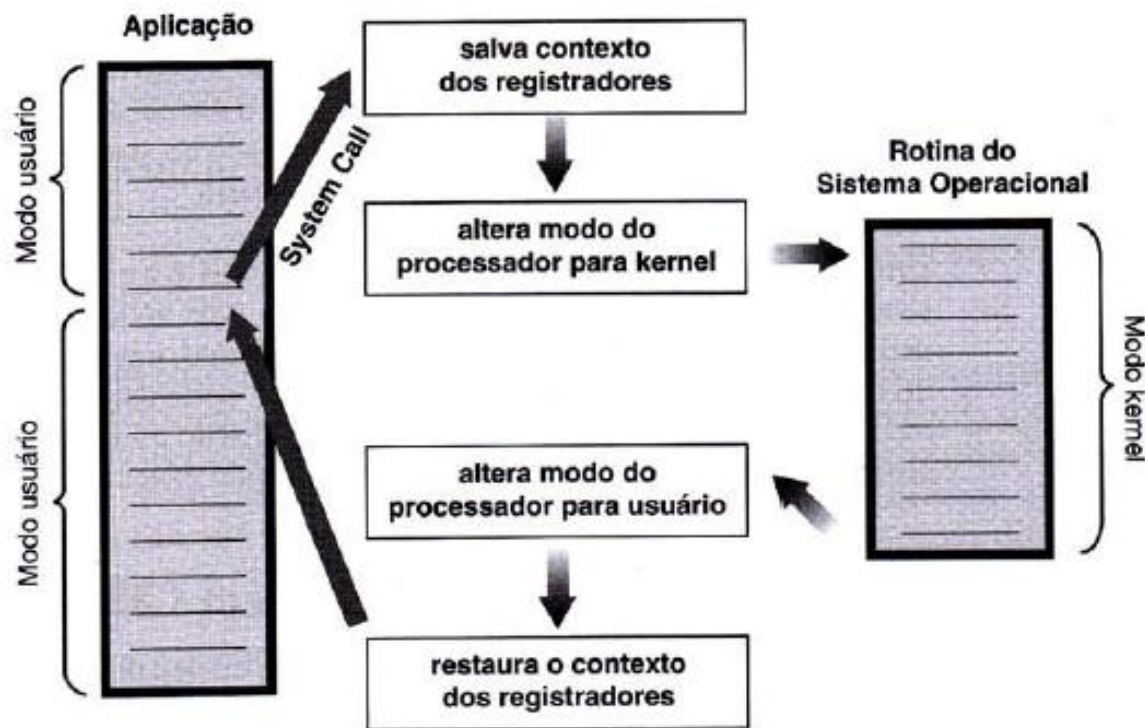 Aplicação
Modo usuário
Modo usuário
System Call
salva contexto
dos registradores
altera modo do
processador para kernel
Rotina do
Sistema Operacional
Modo kernel
altera modo do
processador para usuário
restaura o contexto
dos registradores